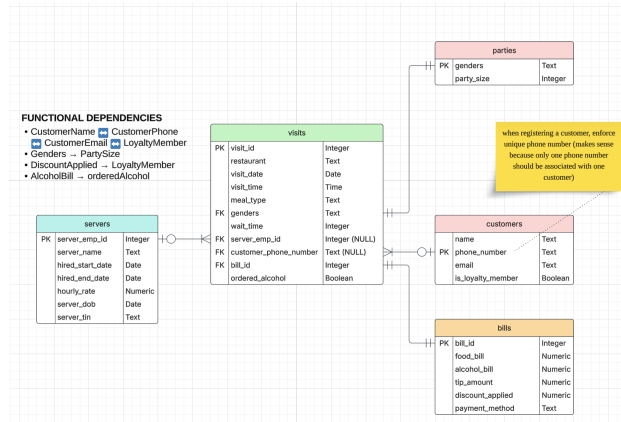 parties
PK genders Text
party_size Integer
FUNCTIONAL DEPENDENCIES
• CustomerName ↔️ CustomerPhone
↔️ CustomerEmail ↔️ LoyaltyMember
• Genders → PartySize
• DiscountApplied → LoyaltyMember
• AlcoholBill → orderedAlcohol
visits
PK visit_id Integer
restaurant Text
visit_date Date
visit_time Time
meal_type Text
FK genders Text
wait_time Integer
FK server_emp_id Integer (NULL)
FK customer_phone_number Text (NULL)
FK bill_id Integer
ordered_alcohol Boolean
when registering a customer, enforce
unique phone number (makes sense
because only one phone number
should be associated with one
customer)
servers
PK server_emp_id Integer
server_name Text
hired_start_date Date
hired_end_date Date
hourly_rate Numeric
server_dob Date
server_tin Text
customers
name Text
PK phone_number Text
email Text
is_loyalty_member Boolean
bills
PK bill_id Integer
food_bill Numeric
alcohol_bill Numeric
tip_amount Numeric
discount_applied Numeric
payment_method Text